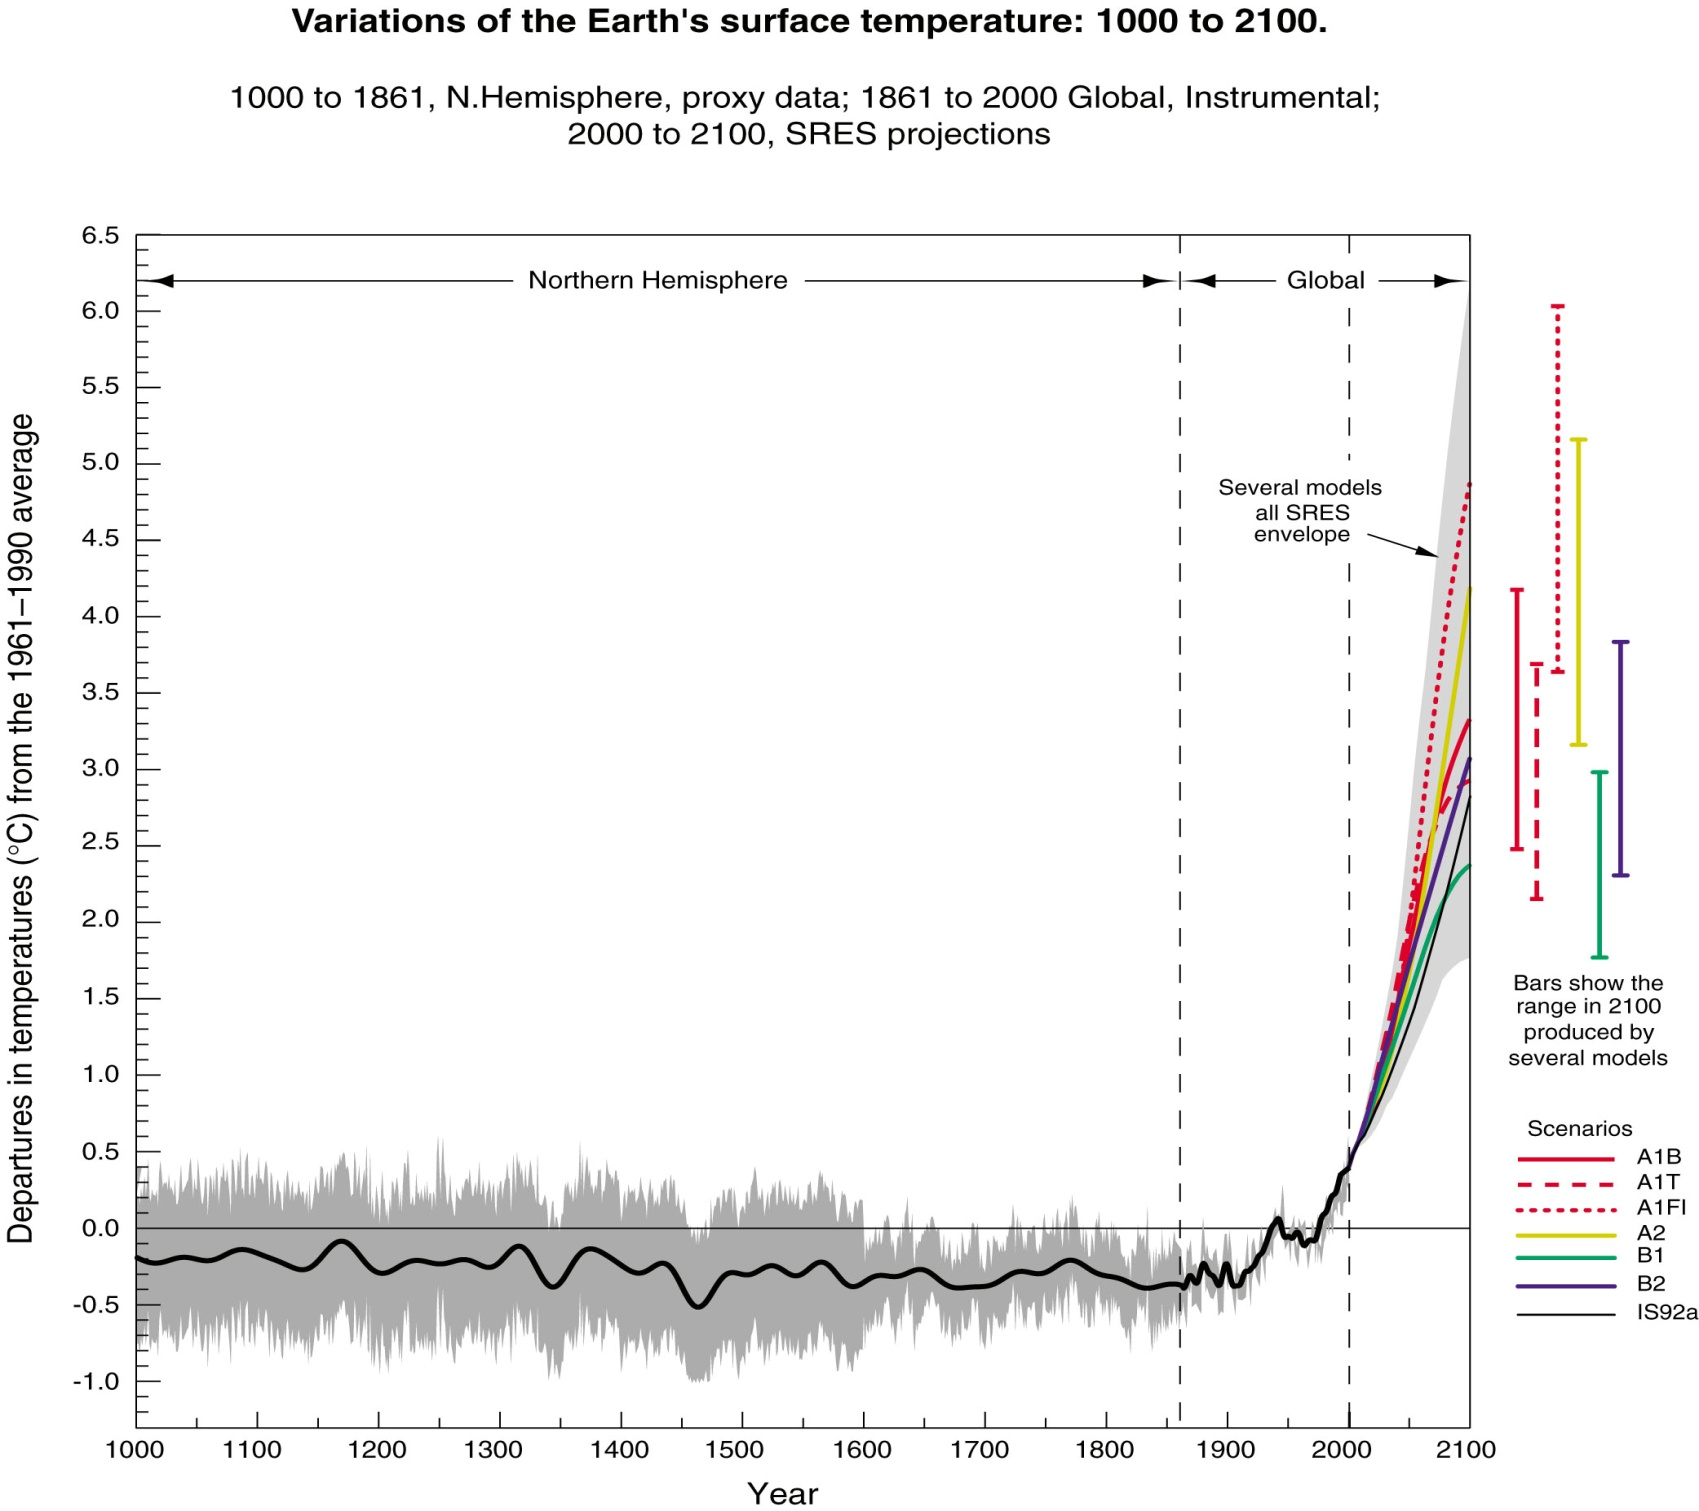 Variations of the Earth's surface temperature: 1000 to 2100.
1000 to 1861, N.Hemisphere, proxy data; 1861 to 2000 Global, Instrumental;
2000 to 2100, SRES projections
Departures in temperatures (°C) from the 1961–1990 average
6.5
6.0
5.5
5.0
4.5
4.0
3.5
3.0
2.5
2.0
1.5
1.0
0.5
0.0
-0.5
-1.0
Northern Hemisphere
Global
Several models
all SRES
envelope
Bars show the
range in 2100
produced by
several models
Scenarios
A1B
A1T
A1FI
A2
B1
B2
IS92a
1000 1100 1200 1300 1400 1500 1600 1700 1800 1900 2000 2100
Year